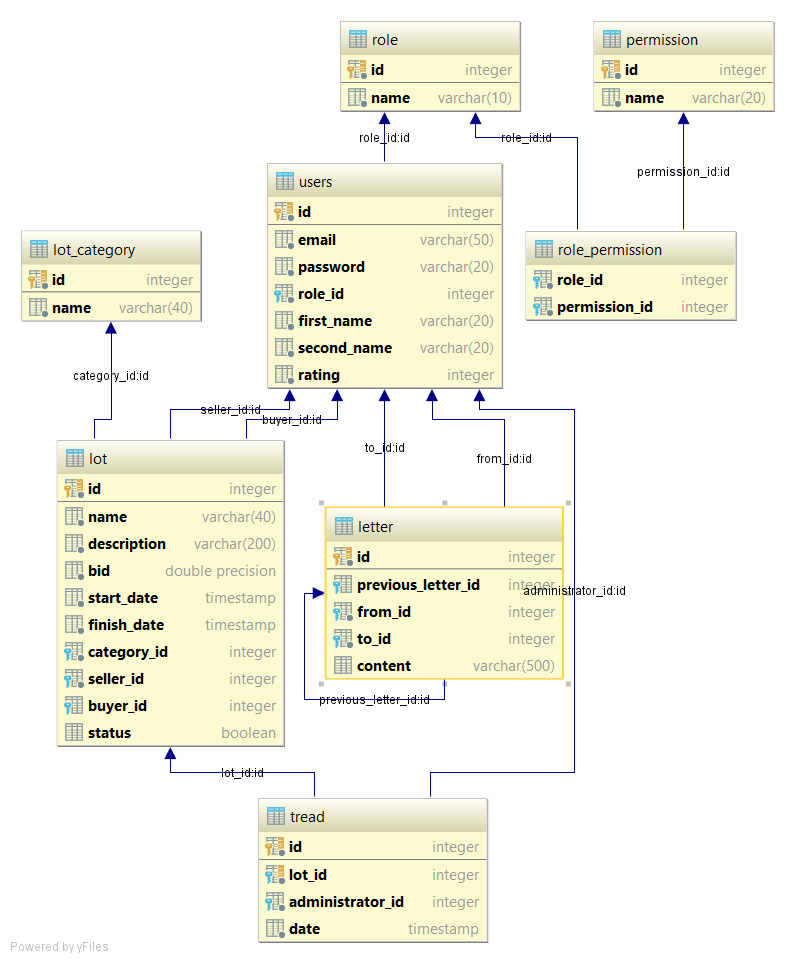 role
id integer
name varchar(10)
permission
id integer
name varchar(20)
role_id:id
role_id:id
permission_id:id
users
id integer
email varchar(50)
password varchar(20)
role_id integer
first_name varchar(20)
second_name varchar(20)
rating integer
role_permission
role_id integer
permission_id integer
lot_category
id integer
name varchar(40)
category_id:id
seller_id:id
buyer_id:id
to_id:id
from_id:id
lot
id integer
name varchar(40)
description varchar(200)
bid double precision
start_date timestamp
finish_date timestamp
category_id integer
seller_id integer
buyer_id integer
status boolean
letter
id integer
previous_letter_id integer
from_id integer
to_id integer
content varchar(500)
administrator_id:id
previous_letter_id:id
lot_id:id
tread
id integer
lot_id integer
administrator_id integer
date timestamp
Powered by yFiles